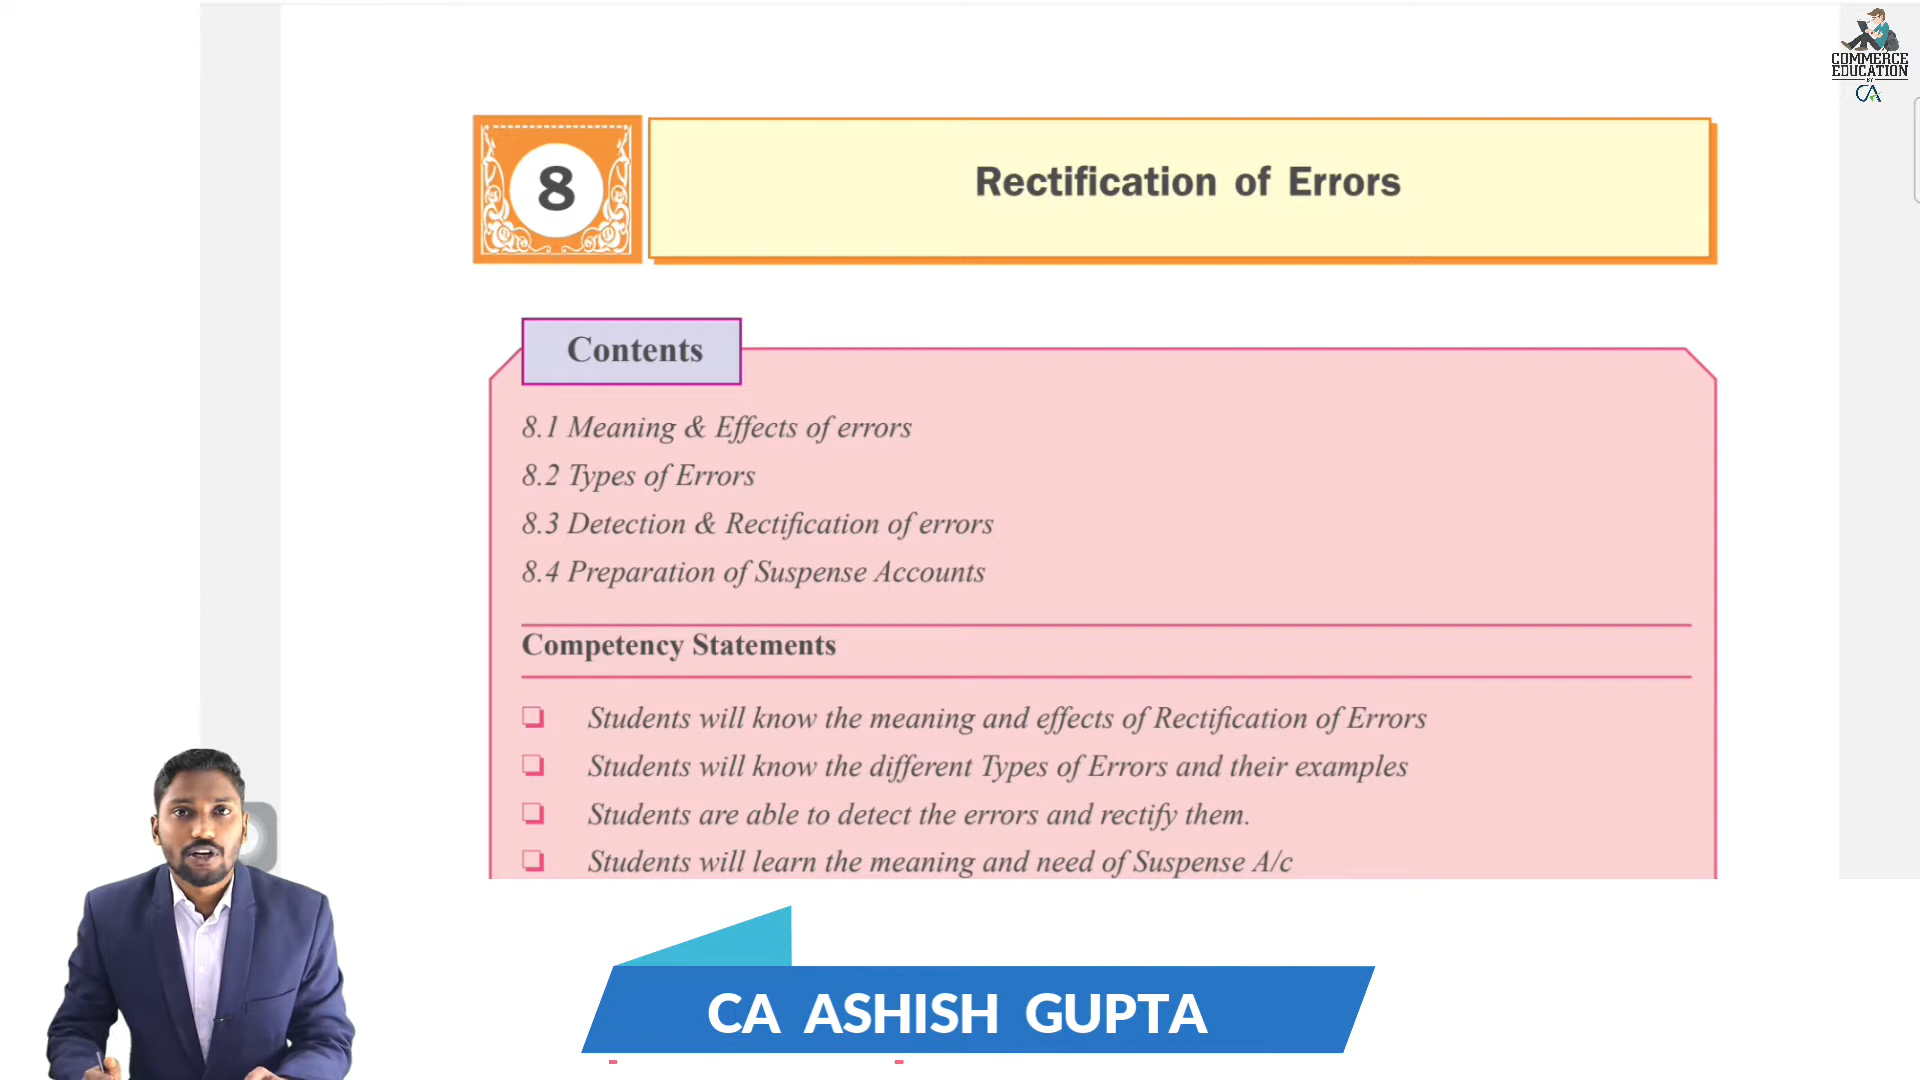 COMMERCE
EDUCATION
BY
CA
8
Rectification of Errors
Contents
8.1 Meaning & Effects of errors
8.2 Types of Errors
8.3 Detection & Rectification of errors
8.4 Preparation of Suspense Accounts
Competency Statements
❑ Students will know the meaning and effects of Rectification of Errors
❑ Students will know the different Types of Errors and their examples
❑ Students are able to detect the errors and rectify them.
❑ Students will learn the meaning and need of Suspense A/c
CA ASHISH GUPTA